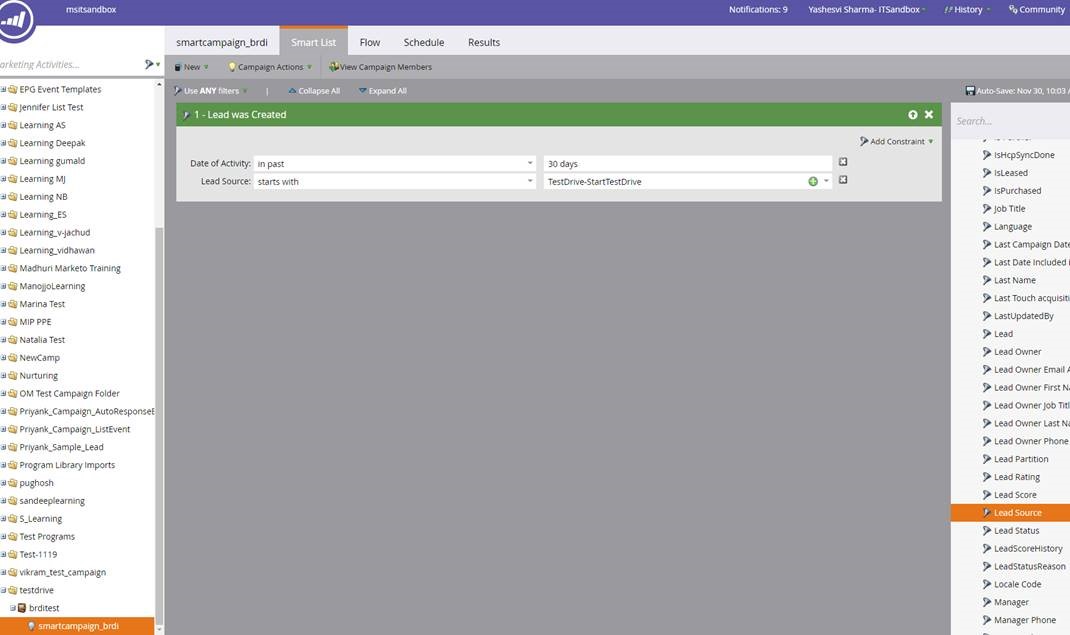 msitsandbox
Notifications: 9
Yashesvi Sharma- ITSandbox
History
Community
smartcampaign_brdi
Smart List
Flow
Schedule
Results
arketing Activities...
New
Campaign Actions
View Campaign Members
Use ANY filters
|
Collapse All
Expand All
Auto-Save: Nov 30, 10:03
1 - Lead was Created
Add Constraint
Date of Activity:
in past
30 days
Lead Source:
starts with
TestDrive-StartTestDrive
EPG Event Templates
Jennifer List Test
Learning AS
Learning Deepak
Learning gumald
Learning MJ
Learning NB
Learning_ES
Learning_v-jachud
Learning_vidhawan
Madhuri Marketo Training
ManojjoLearning
Marina Test
MIP PPE
Natalia Test
NewCamp
Nurturing
OM Test Campaign Folder
Priyank_Campaign_AutoResponseE
Priyank_Campaign_ListEvent
Priyank_Sample_Lead
Program Library Imports
pughosh
sandeeplearning
S_Learning
Test Programs
Test-1119
vikram_test_campaign
testdrive
brditest
smartcampaign_brdi
Search...
IsHcpSyncDone
IsLeased
IsPurchased
Job Title
Language
Last Campaign Date
Last Date Included
Last Name
Last Touch acquisiti
LastUpdatedBy
Lead
Lead Owner
Lead Owner Email A
Lead Owner First Na
Lead Owner Job Titl
Lead Owner Last Na
Lead Owner Phone
Lead Partition
Lead Rating
Lead Score
Lead Source
Lead Status
LeadScoreHistory
LeadStatusReason
Locale Code
Manager
Manager Phone